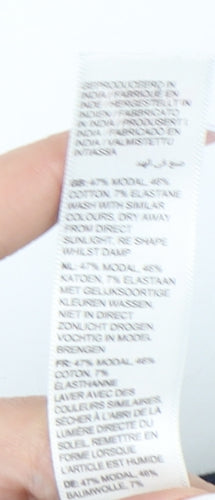 GEPRODUCEERD IN
INDIA / FABRIQUÉ EN
INDE / HERGESTELLT IN
INDIEN / FABRICATO
IN INDIA / PRODUSERT I
INDIA / FABRICADO EN
INDIA / VALMISTETTU
INTIASSA
صنع في الهند
GB: 47% MODAL, 46%
COTTON, 7% ELASTANE
WASH WITH SIMILAR
COLOURS. DRY AWAY
FROM DIRECT
SUNLIGHT, RE SHAPE
WHILST DAMP
NL: 47% MODAL, 46%
KATOEN, 7% ELASTAAN
MET GELIJKSOORTIGE
KLEUREN WASSEN.
NIET IN DIRECT
ZONLICHT DROGEN,
VOCHTIG IN MODEL
BRENGEN
FR: 47% MODAL, 46%
COTON, 7%
ÉLASTHANNE
LAVER AVEC DES
COULEURS SIMILAIRES.
SÉCHER À L'ABRI DE LA
LUMIÈRE DIRECTE DU
SOLEIL, REMETTRE EN
FORME LORSQUE
L'ARTICLE EST HUMIDE
DE: 47% MODAL, 46%
BAUMWOLLE, 7%